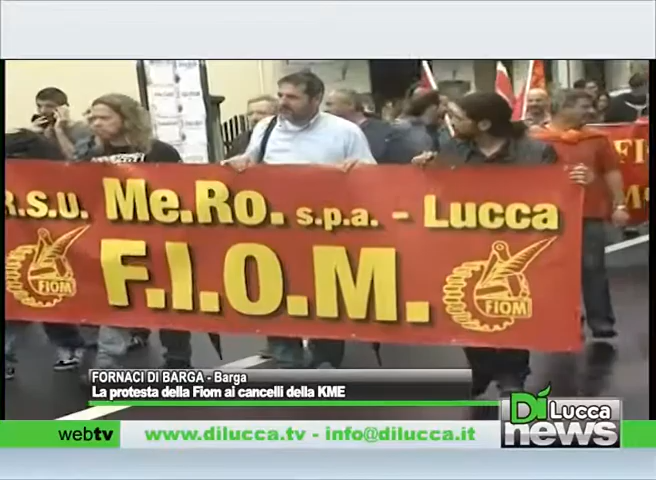 R.S.U. Me.Ro. s.p.a. - Lucca
F.I.O.M.
FIOM
FIOM
FORNACI DI BARGA - Barga
La protesta della Fiom ai cancelli della KME
webtv
www.dilucca.tv - info@dilucca.it
Di Lucca
news